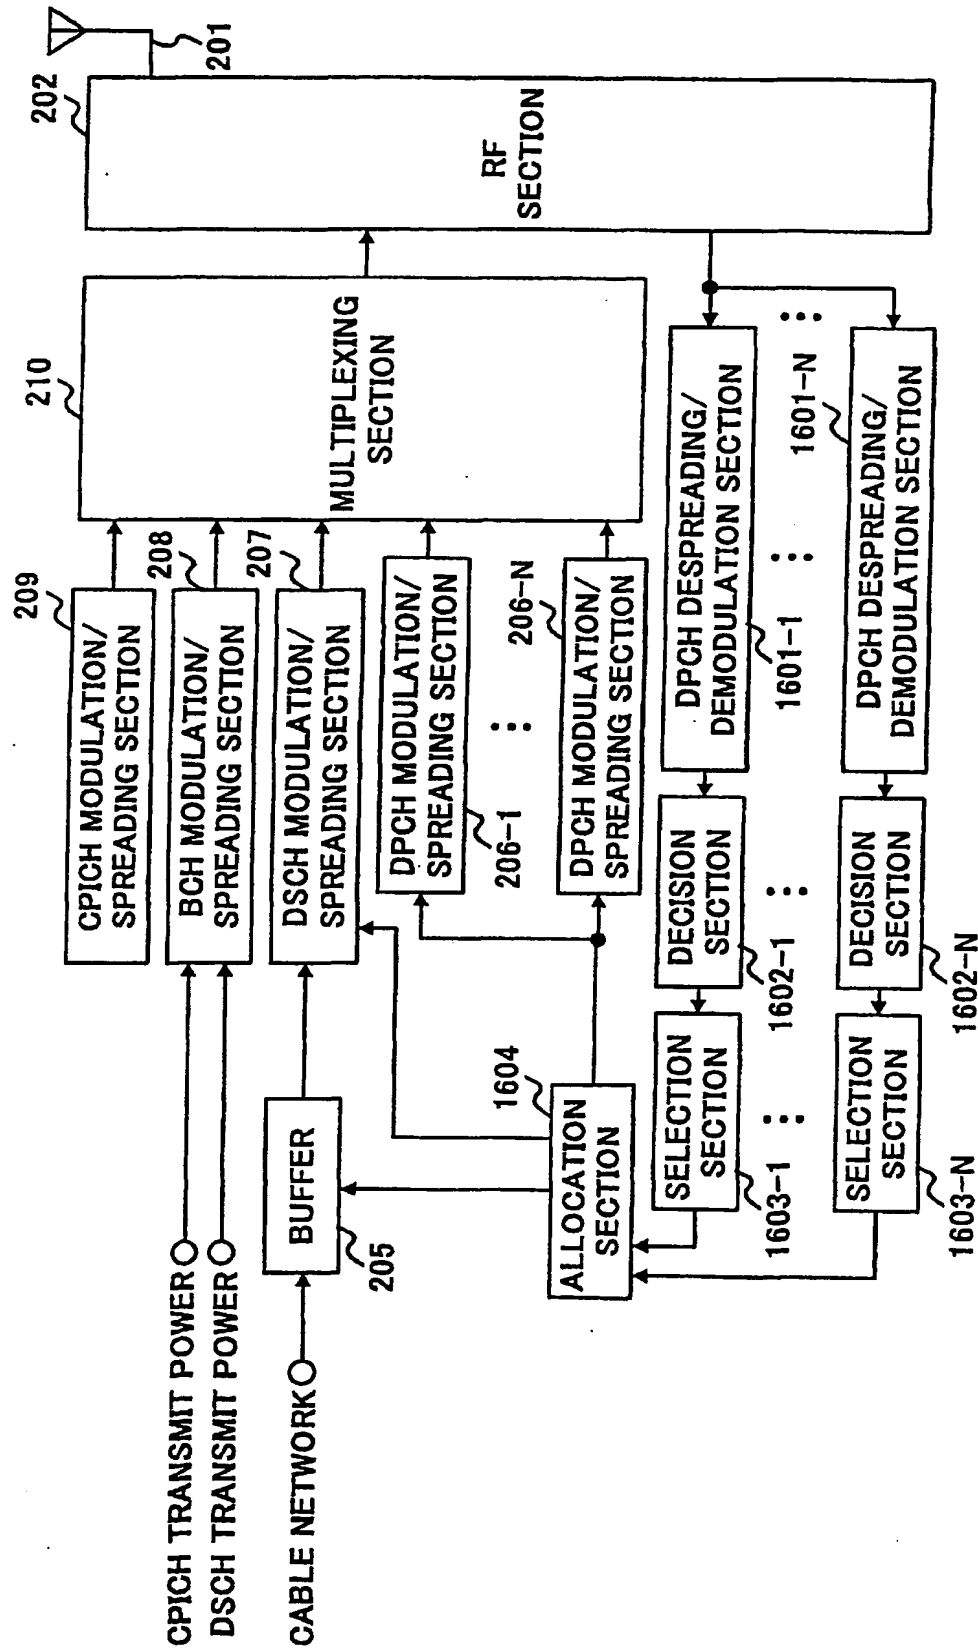 201
202
RF
SECTION
210
MULTIPLEXING
SECTION
209
CPICH MODULATION/
SPREADING SECTION
208
BCH MODULATION/
SPREADING SECTION
207
DSCH MODULATION/
SPREADING SECTION
DPCH MODULATION/
SPREADING SECTION
206-1
206-N
DPCH MODULATION/
SPREADING SECTION
CPICH TRANSMIT POWER
DSCH TRANSMIT POWER
CABLE NETWORK
BUFFER
205
1604
ALLOCATION
SECTION
DPCH DESPREADING/
DEMODULATION SECTION
1601-1
1601-N
DPCH DESPREADING/
DEMODULATION SECTION
DECISION
SECTION
1602-1
DECISION
SECTION
1602-N
SELECTION
SECTION
1603-1
SELECTION
SECTION
1603-N